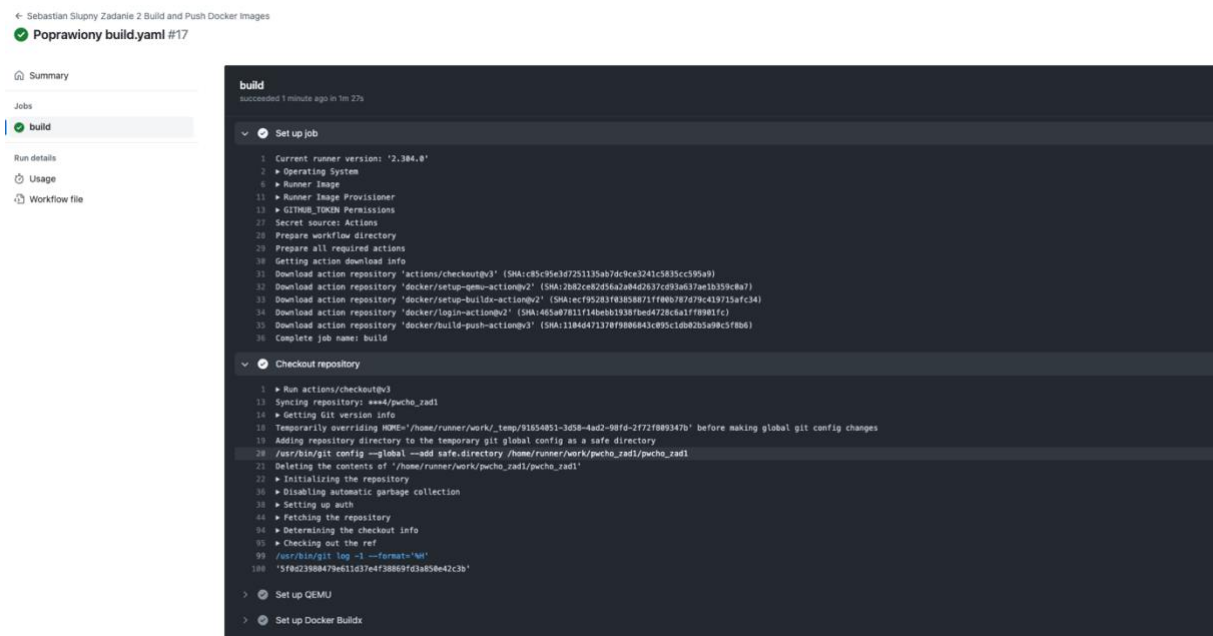 ← Sebastian Slupny Zadanie 2 Build and Push Docker Images
Poprawiony build.yaml #17
Summary
Jobs
build
Run details
Usage
Workflow file
build
succeeded 1 minute ago in 1m 27s
Set up job
1 Current runner version: '2.304.0'
2 ▸ Operating System
6 ▸ Runner Image
11 ▸ Runner Image Provisioner
13 ▸ GITHUB_TOKEN Permissions
27 Secret source: Actions
28 Prepare workflow directory
29 Prepare all required actions
30 Getting action download info
31 Download action repository 'actions/checkout@v3' (SHA:c85c95e3d7251135ab7dc9ce3241c5835cc595a9)
32 Download action repository 'docker/setup-qemu-action@v2' (SHA:2b82ce82d56a2a04d2637cd93a637ae1b359c0a7)
33 Download action repository 'docker/setup-buildx-action@v2' (SHA:ecf95283f03858871ff00b787d79c419715afc34)
34 Download action repository 'docker/login-action@v2' (SHA:465a07811f14bebb1938fbed4728c6a1ff8901fc)
35 Download action repository 'docker/build-push-action@v3' (SHA:1104d471370f9806843c095c1db02b5a90c5f8b6)
36 Complete job name: build
Checkout repository
1 ▸ Run actions/checkout@v3
13 Syncing repository: ***4/pwcho_zad1
14 ▸ Getting Git version info
18 Temporarily overriding HOME='/home/runner/work/_temp/91654051-3d58-4ad2-98fd-2f72f809347b' before making global git config changes
19 Adding repository directory to the temporary git global config as a safe directory
20 /usr/bin/git config --global --add safe.directory /home/runner/work/pwcho_zad1/pwcho_zad1
21 Deleting the contents of '/home/runner/work/pwcho_zad1/pwcho_zad1'
22 ▸ Initializing the repository
36 ▸ Disabling automatic garbage collection
38 ▸ Setting up auth
44 ▸ Fetching the repository
94 ▸ Determining the checkout info
95 ▸ Checking out the ref
99 /usr/bin/git log -1 --format='%H'
100 '5f0d23980479e611d37e4f38869fd3a850e42c3b'
Set up QEMU
Set up Docker Buildx